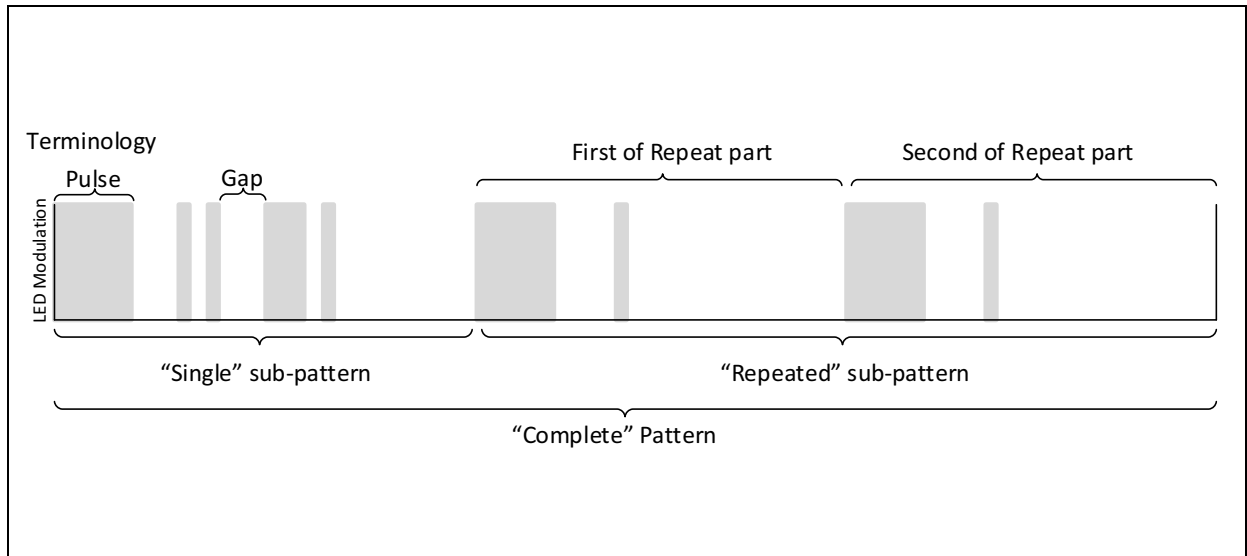 Terminology
First of Repeat part
Second of Repeat part
Pulse
Gap
LED Modulation
“Single” sub-pattern
“Repeated” sub-pattern
“Complete” Pattern